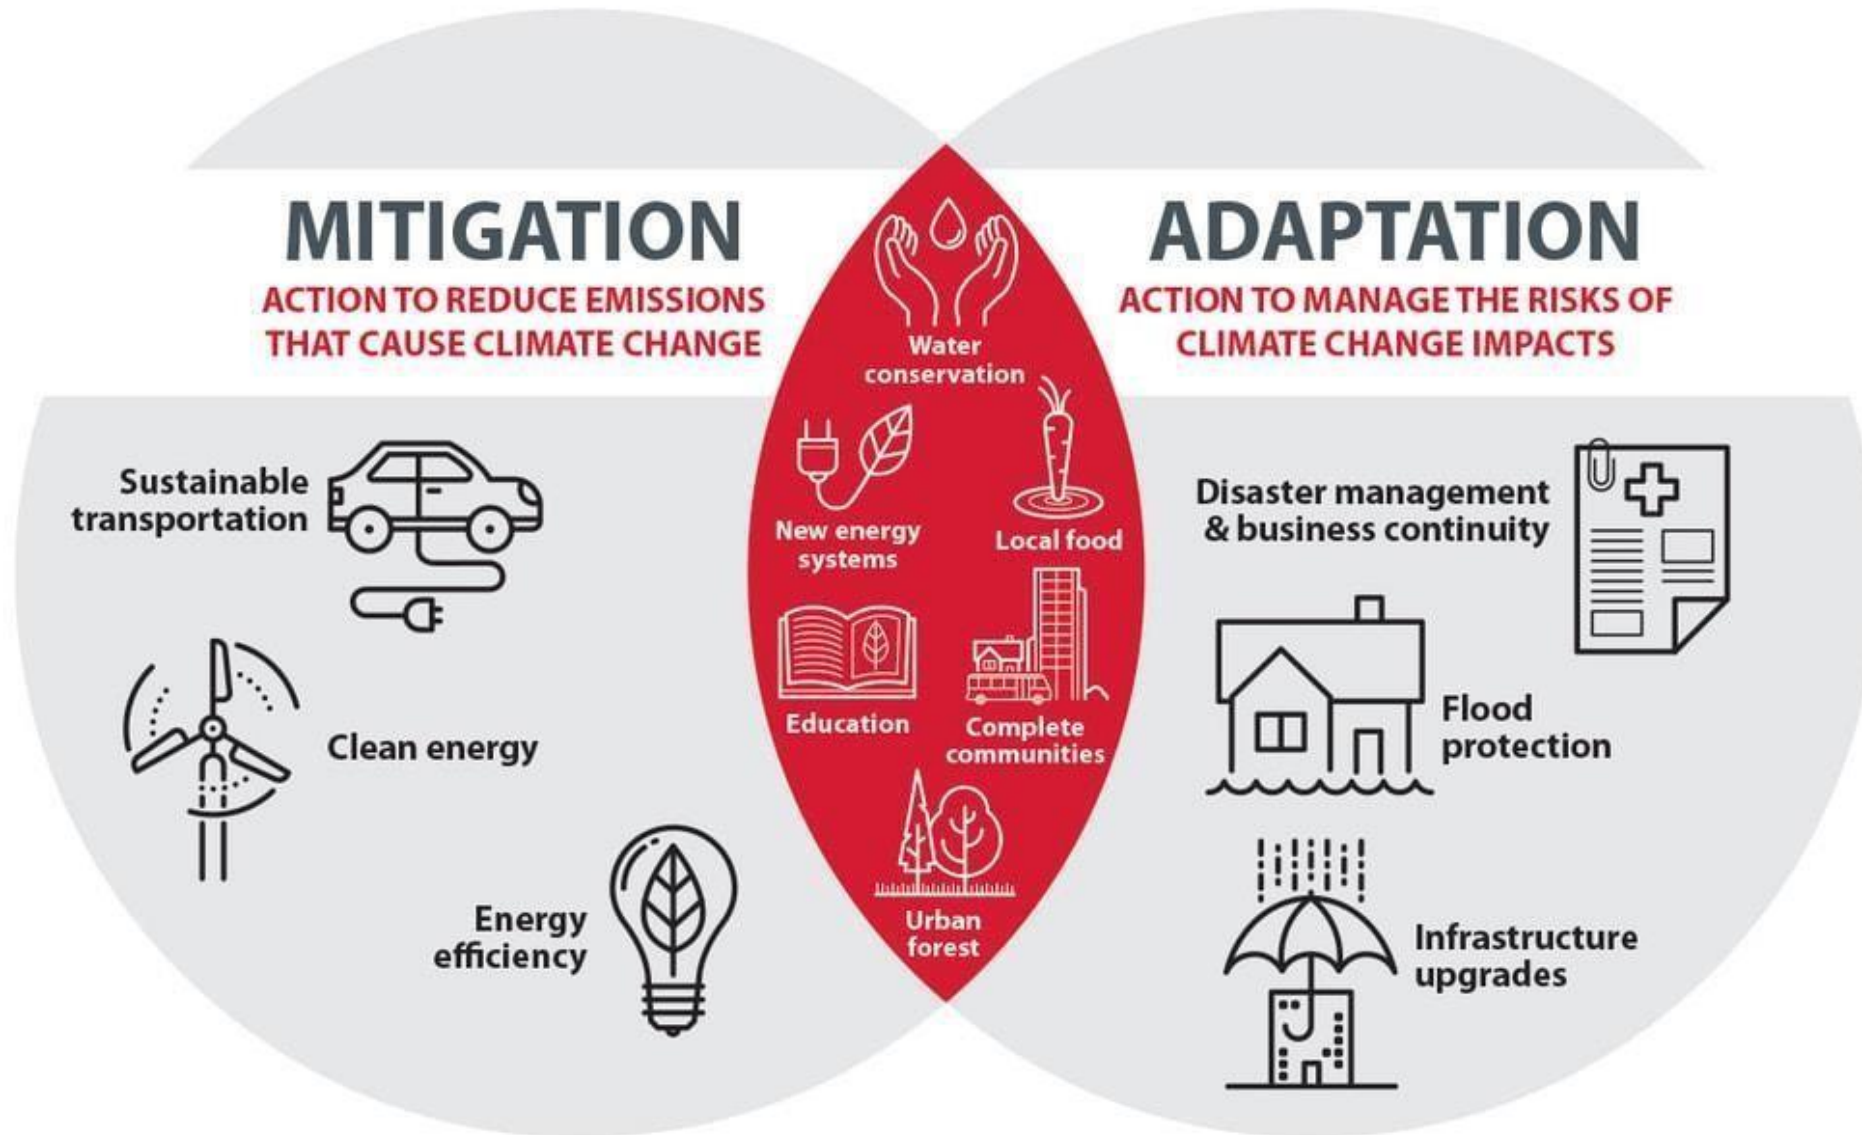 MITIGATION
ACTION TO REDUCE EMISSIONS
THAT CAUSE CLIMATE CHANGE
Sustainable
transportation
Clean energy
Energy
efficiency
Water
conservation
New energy
systems
Local food
Education
Complete
communities
Urban
forest
ADAPTATION
ACTION TO MANAGE THE RISKS OF
CLIMATE CHANGE IMPACTS
Disaster management
& business continuity
Flood
protection
Infrastructure
upgrades